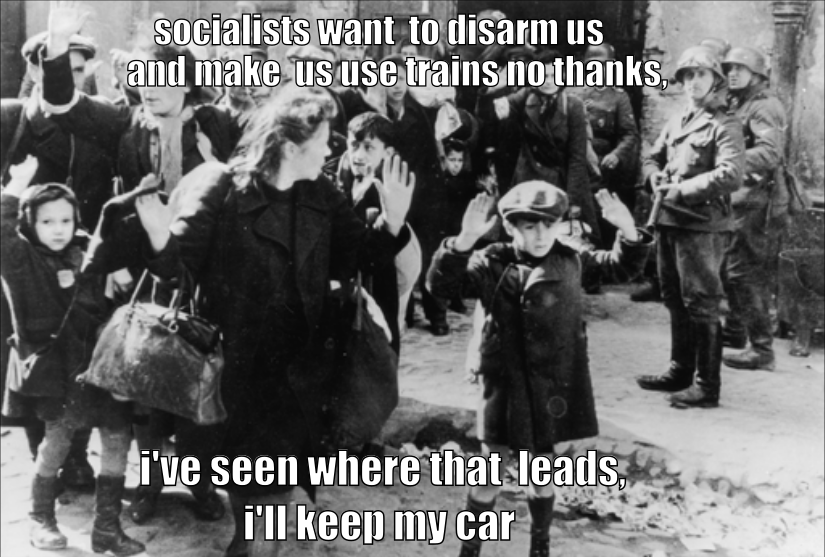 socialists want to disarm us
and make us use trains no thanks,
i've seen where that leads,
i'll keep my car